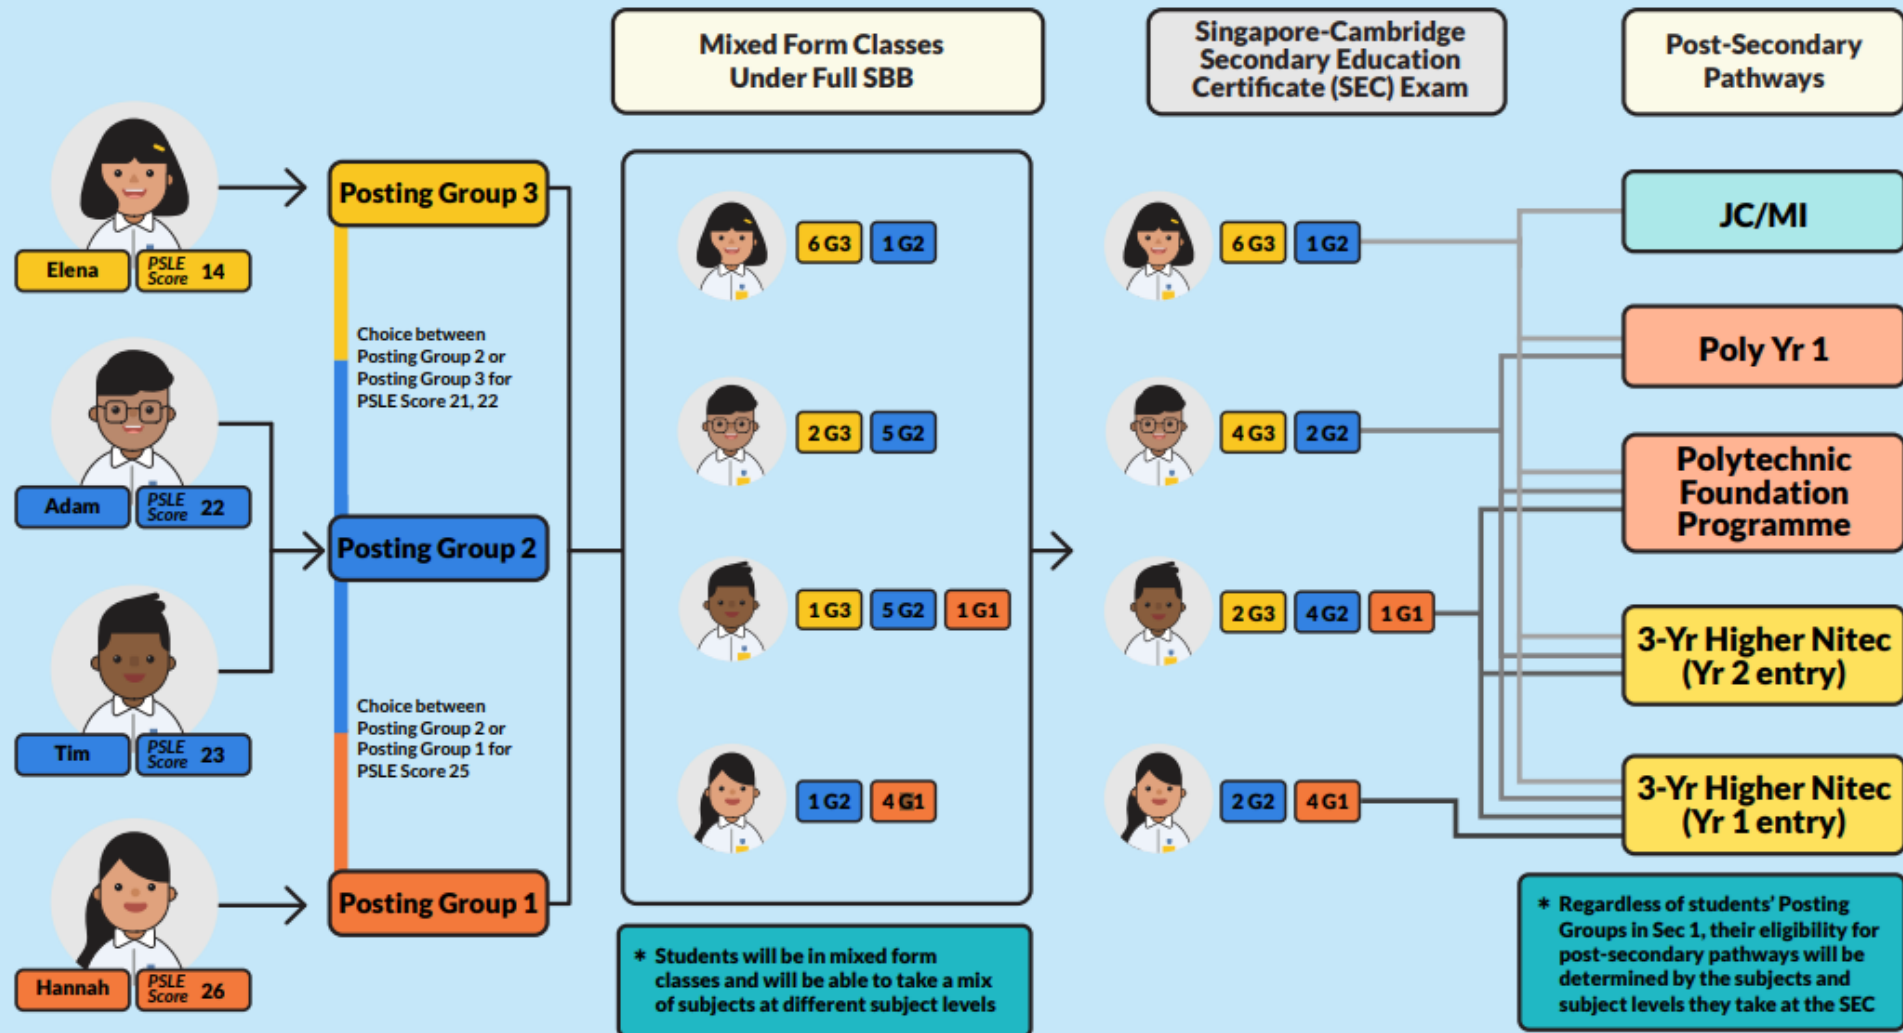 Mixed Form Classes
Under Full SBB
Singapore-Cambridge
Secondary Education
Certificate (SEC) Exam
Post-Secondary
Pathways
Elena
PSLE
Score 14
Adam
PSLE
Score 22
Tim
PSLE
Score 23
Hannah
PSLE
Score 26
Posting Group 3
Choice between
Posting Group 2 or
Posting Group 3 for
PSLE Score 21, 22
Posting Group 2
Choice between
Posting Group 2 or
Posting Group 1 for
PSLE Score 25
Posting Group 1
6 G3 1 G2
2 G3 5 G2
1 G3 5 G2 1 G1
1 G2 4 G1
* Students will be in mixed form
classes and will be able to take a mix
of subjects at different subject levels
6 G3 1 G2
4 G3 2 G2
2 G3 4 G2 1 G1
2 G2 4 G1
JC/MI
Poly Yr 1
Polytechnic
Foundation
Programme
3-Yr Higher Nitec
(Yr 2 entry)
3-Yr Higher Nitec
(Yr 1 entry)
* Regardless of students' Posting
Groups in Sec 1, their eligibility for
post-secondary pathways will be
determined by the subjects and
subject levels they take at the SEC